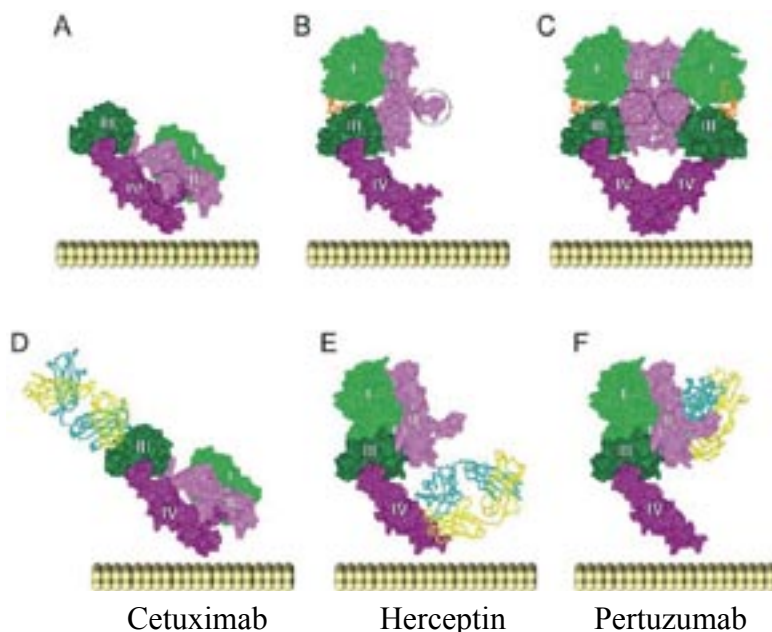 A B C
I I II II I
III II III III III
IV I II IV IV IV
D E F
I I
III III II III II
IV IV IV
Cetuximab Herceptin Pertuzumab